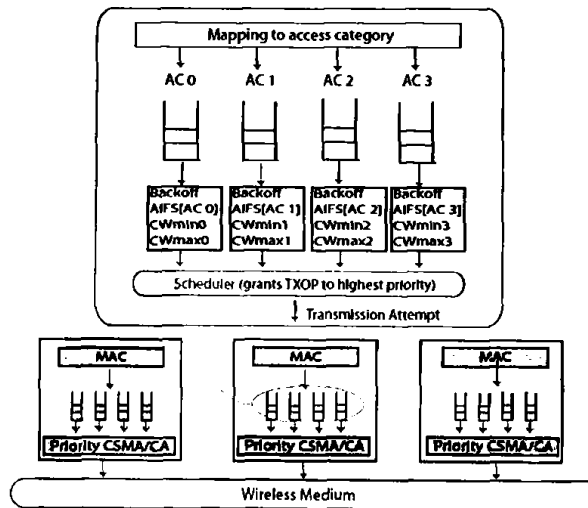 Mapping to access category
AC 0 AC 1 AC 2 AC 3
Backoff Backoff Backoff Backoff
AIFS[AC 0] AIFS[AC 1] AIFS[AC 2] AIFS[AC 3]
CWmin0 CWmin1 CWmin2 CWmin3
CWmax0 CWmax1 CWmax2 CWmax3
Scheduler (grants TXOP to highest priority)
Transmission Attempt
MAC MAC MAC
Priority CSMA/CA Priority CSMA/CA Priority CSMA/CA
Wireless Medium